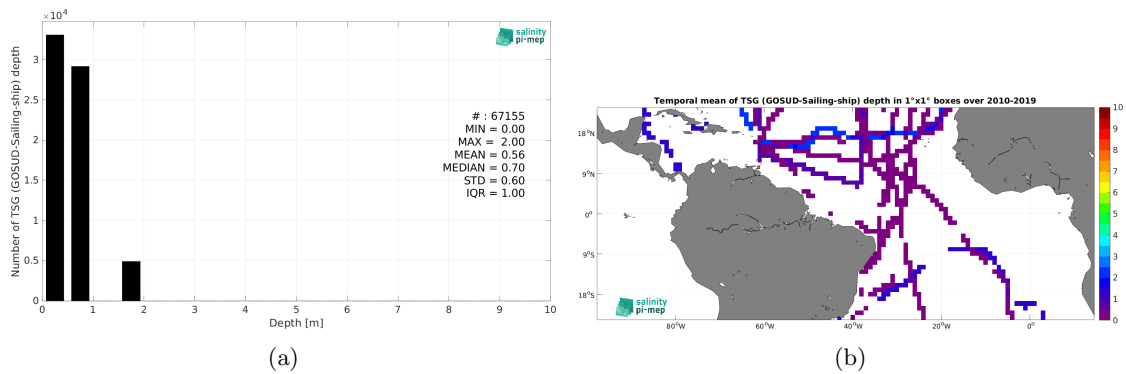 ×10⁴
3
2.5
2
1.5
1
0.5
0
Number of TSG (GOSUD-Sailing-ship) depth
0 1 2 3 4 5 6 7 8 9 10
Depth [m]
salinity
pi-mep
# : 67155
MIN = 0.00
MAX = 2.00
MEAN = 0.56
MEDIAN = 0.70
STD = 0.60
IQR = 1.00
(a)
Temporal mean of TSG (GOSUD-Sailing-ship) depth in 1°x1° boxes over 2010-2019
18°N
9°N
0°
9°S
18°S
80°W 60°W 40°W 20°W 0°
salinity
pi-mep
10
9
8
7
6
5
4
3
2
1
0
(b)